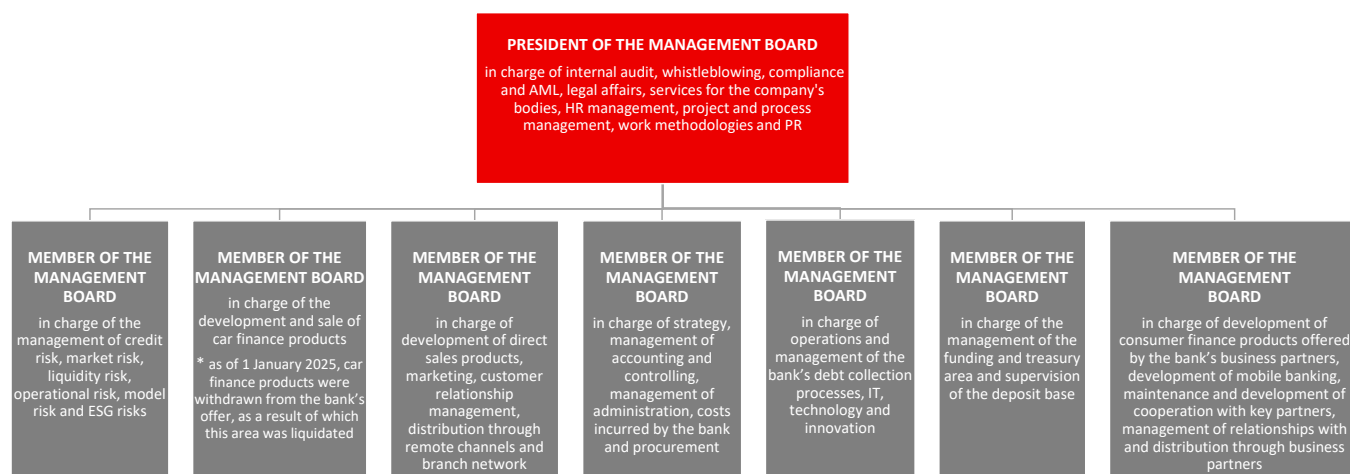 PRESIDENT OF THE MANAGEMENT BOARD
in charge of internal audit, whistleblowing, compliance
and AML, legal affairs, services for the company's
bodies, HR management, project and process
management, work methodologies and PR
MEMBER OF THE
MANAGEMENT
BOARD
in charge of the
management of credit
risk, market risk,
liquidity risk,
operational risk, model
risk and ESG risks
MEMBER OF THE
MANAGEMENT BOARD
in charge of the
development and sale of
car finance products
* as of 1 January 2025, car
finance products were
withdrawn from the bank's
offer, as a result of which
this area was liquidated
MEMBER OF THE
MANAGEMENT
BOARD
in charge of
development of direct
sales products,
marketing, customer
relationship
management,
distribution through
remote channels and
branch network
MEMBER OF THE
MANAGEMENT
BOARD
in charge of strategy,
management of
accounting and
controlling,
management of
administration, costs
incurred by the bank
and procurement
MEMBER OF THE
MANAGEMENT
BOARD
in charge of
operations and
management of the
bank's debt collection
processes, IT,
technology and
innovation
MEMBER OF THE
MANAGEMENT
BOARD
in charge of the
management of the
funding and treasury
area and supervision
of the deposit base
MEMBER OF THE
MANAGEMENT
BOARD
in charge of development of
consumer finance products offered
by the bank's business partners,
development of mobile banking,
maintenance and development of
cooperation with key partners,
management of relationships with
and distribution through business
partners